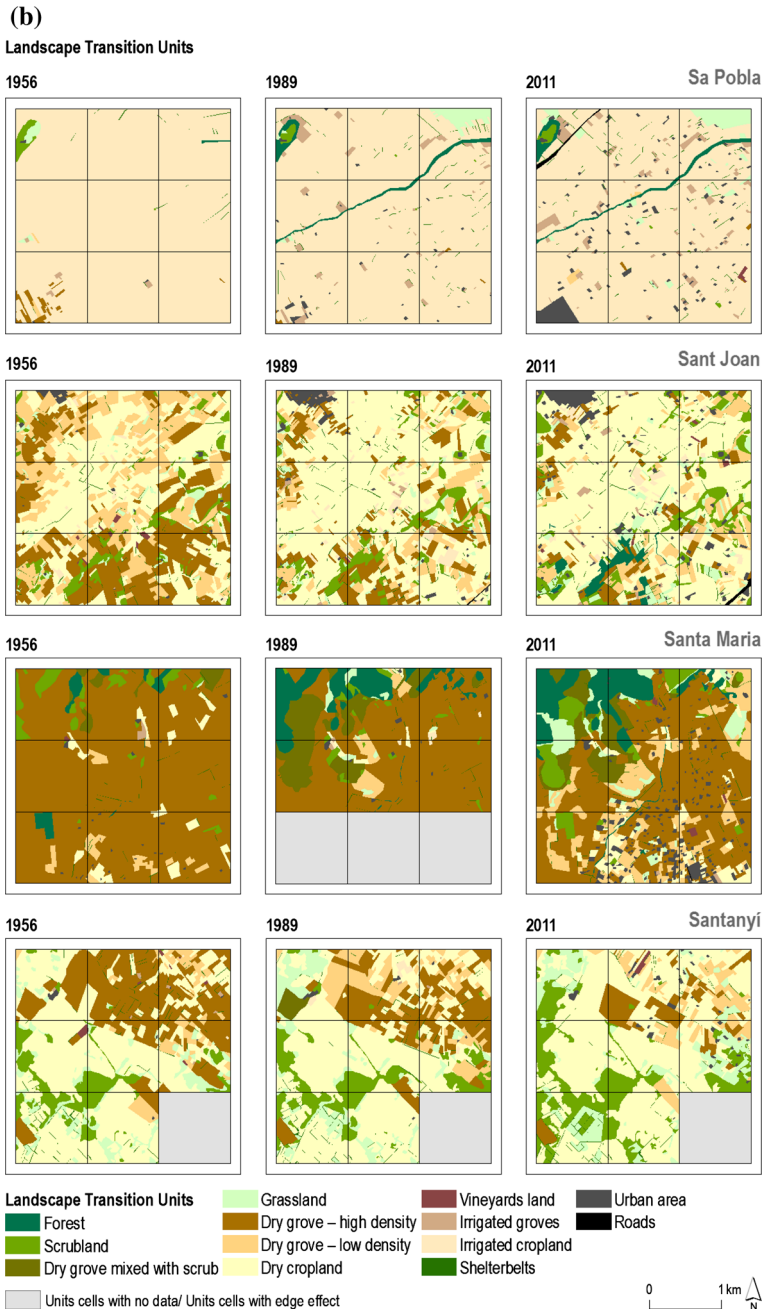 (b)
Landscape Transition Units
1956 1989 2011 Sa Pobla
1956 1989 2011 Sant Joan
1956 1989 2011 Santa Maria
1956 1989 2011 Santanyí
Landscape Transition Units Grassland Vineyards land Urban area
Forest Dry grove – high density Irrigated groves Roads
Scrubland Dry grove – low density Irrigated cropland
Dry grove mixed with scrub Dry cropland Shelterbelts
Units cells with no data/ Units cells with edge effect 0 1 km N